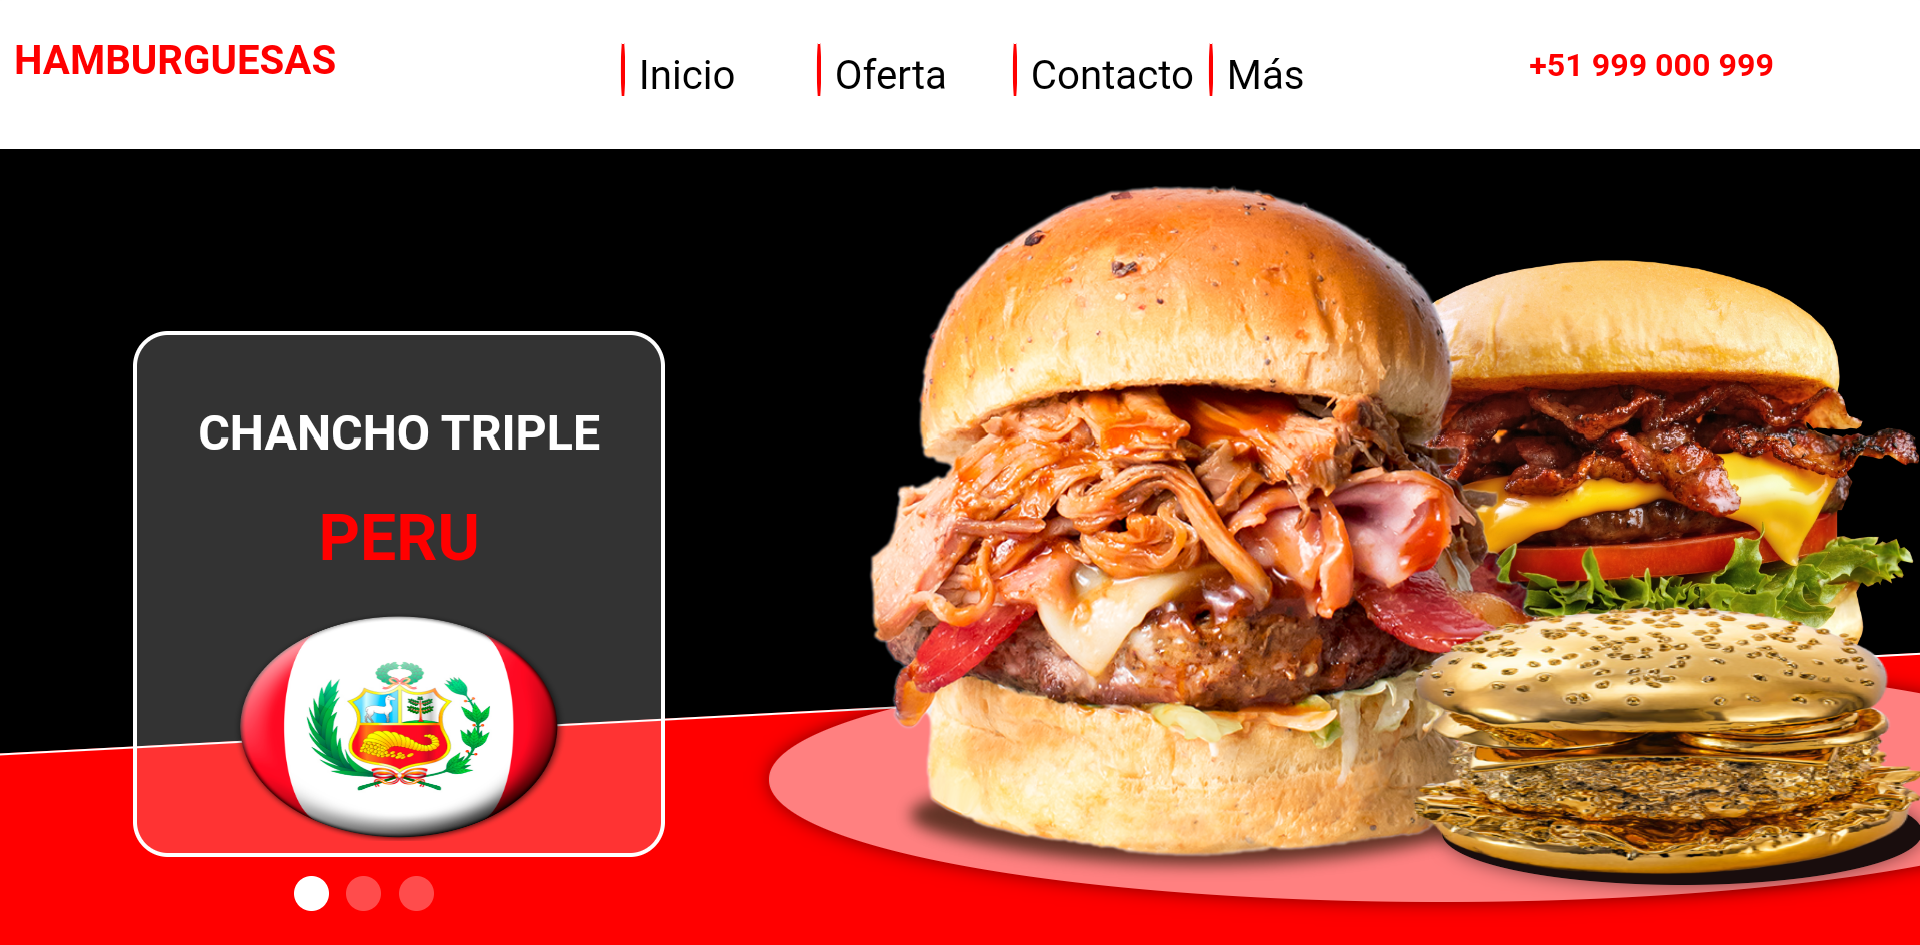 HAMBURGUESAS
Inicio
Oferta
Contacto
Más
+51 999 000 999
CHANCHO TRIPLE
PERU